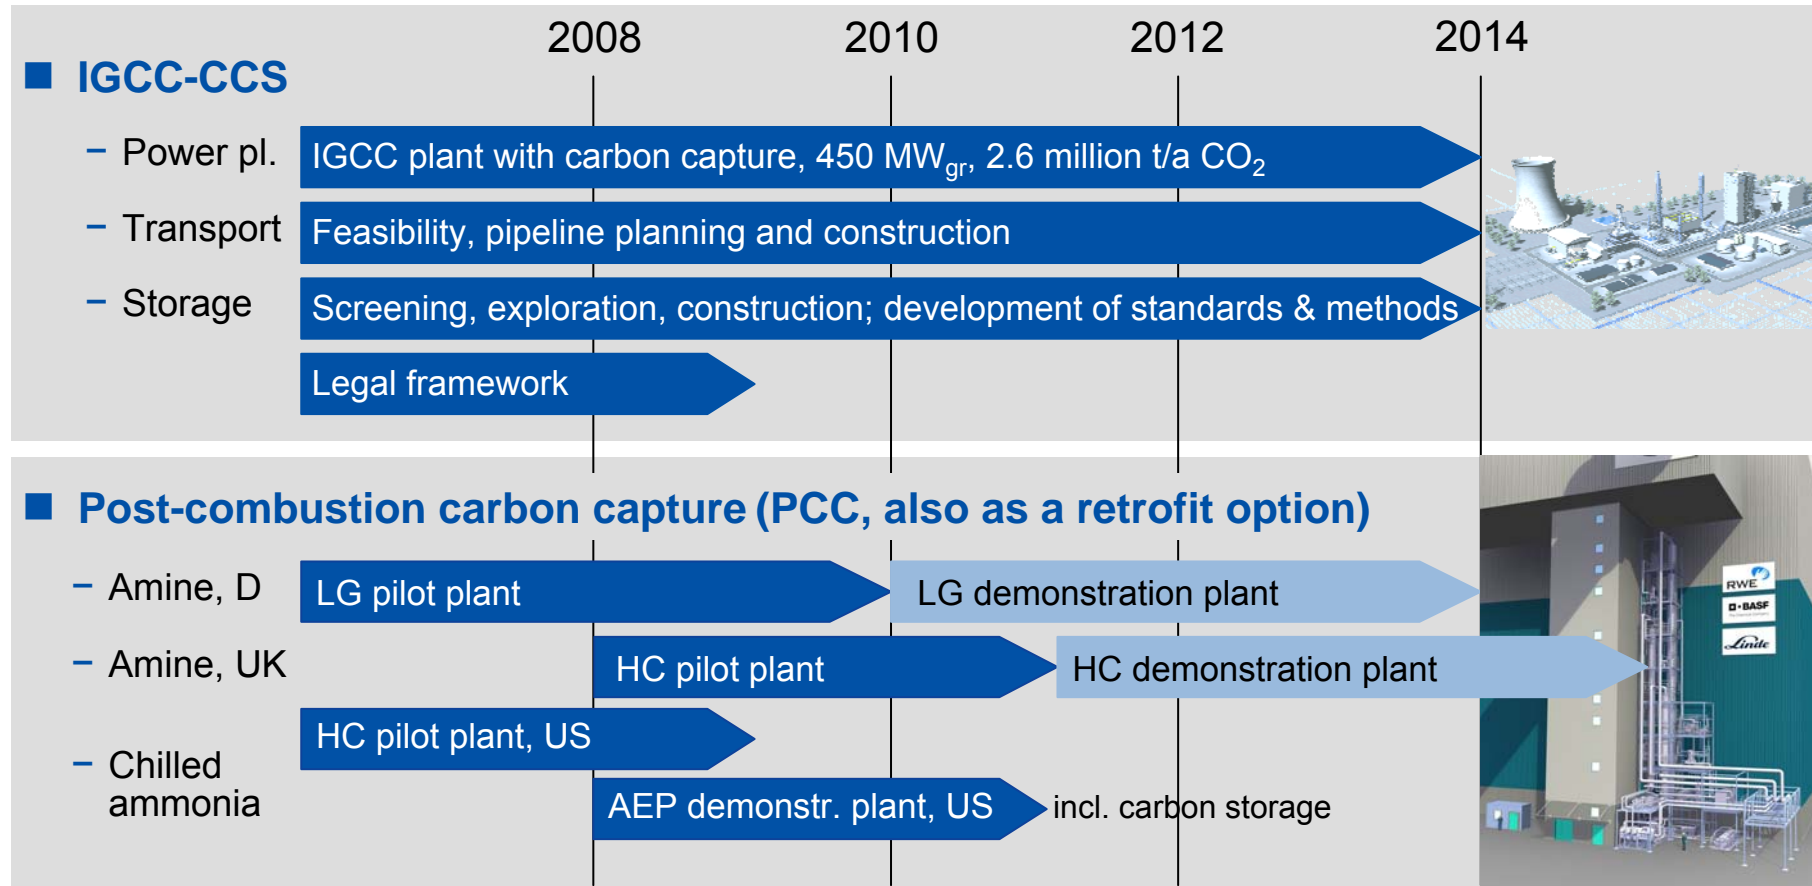 2008 2010 2012 2014
IGCC-CCS
– Power pl. IGCC plant with carbon capture, 450 MWgr, 2.6 million t/a CO2
– Transport Feasibility, pipeline planning and construction
– Storage Screening, exploration, construction; development of standards & methods
Legal framework
Post-combustion carbon capture (PCC, also as a retrofit option)
– Amine, D LG pilot plant LG demonstration plant
– Amine, UK HC pilot plant HC demonstration plant
HC pilot plant, US
– Chilled
ammonia
AEP demonstr. plant, US incl. carbon storage
RWE
BASF
Linde